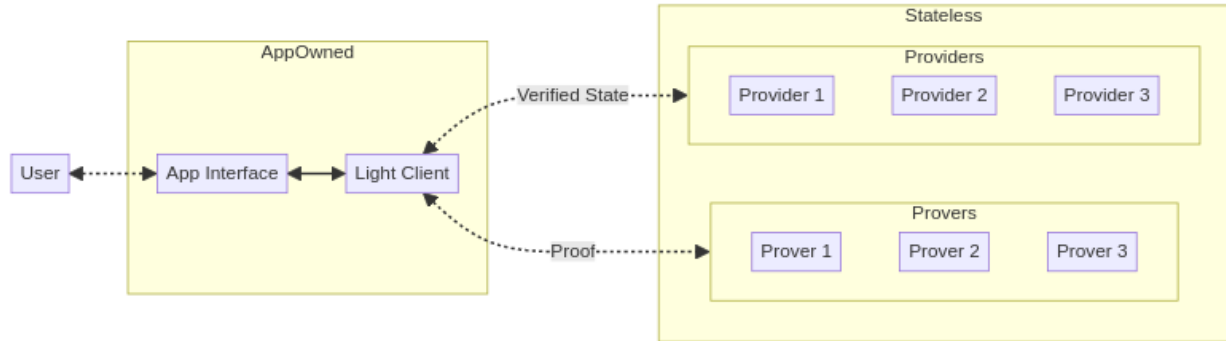 Stateless
AppOwned
Providers
Provider 1
Provider 2
Provider 3
Verified State
User
App Interface
Light Client
Provers
Prover 1
Prover 2
Prover 3
Proof